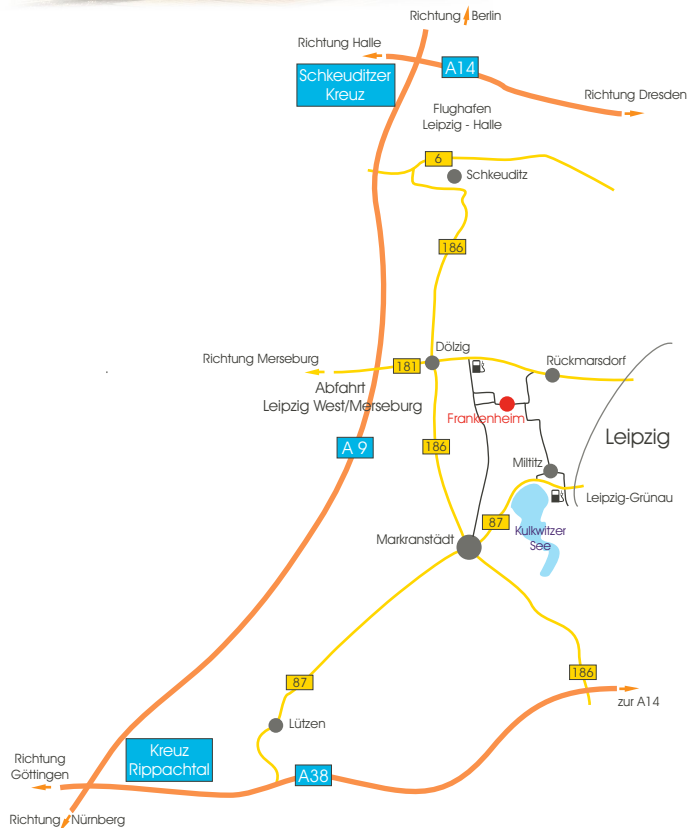 Richtung Berlin
Richtung Halle
A14
Schkeuditzer
Kreuz
Richtung Dresden
Flughafen
Leipzig - Halle
6
Schkeuditz
186
Dölzig
Richtung Merseburg
181
Rückmarsdorf
Abfahrt
Leipzig West/Merseburg
Frankenheim
Leipzig
A 9
186
Miltitz
Leipzig-Grünau
87
Kulkwitzer
See
Markranstädt
186
87
zur A14
Lützen
Kreuz
Rippachtal
Richtung
Göttingen
A38
Richtung Nürnberg